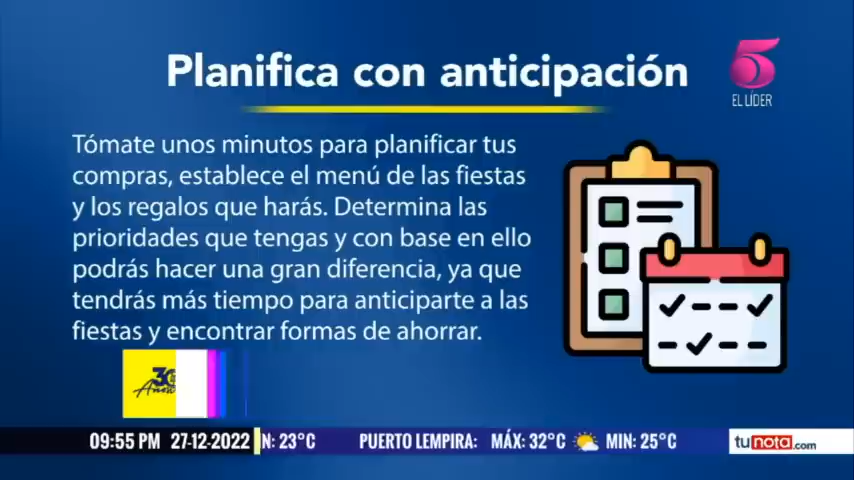 Planifica con anticipación
5
EL LÍDER
Tómate unos minutos para planificar tus
compras, establece el menú de las fiestas
y los regalos que harás. Determina las
prioridades que tengas y con base en ello
podrás hacer una gran diferencia, ya que
tendrás más tiempo para anticiparte a las
fiestas y encontrar formas de ahorrar.
30
Años
09:55 PM 27-12-2022 N: 23°C PUERTO LEMPIRA: MÁX: 32°C MIN: 25°C
tunota.com